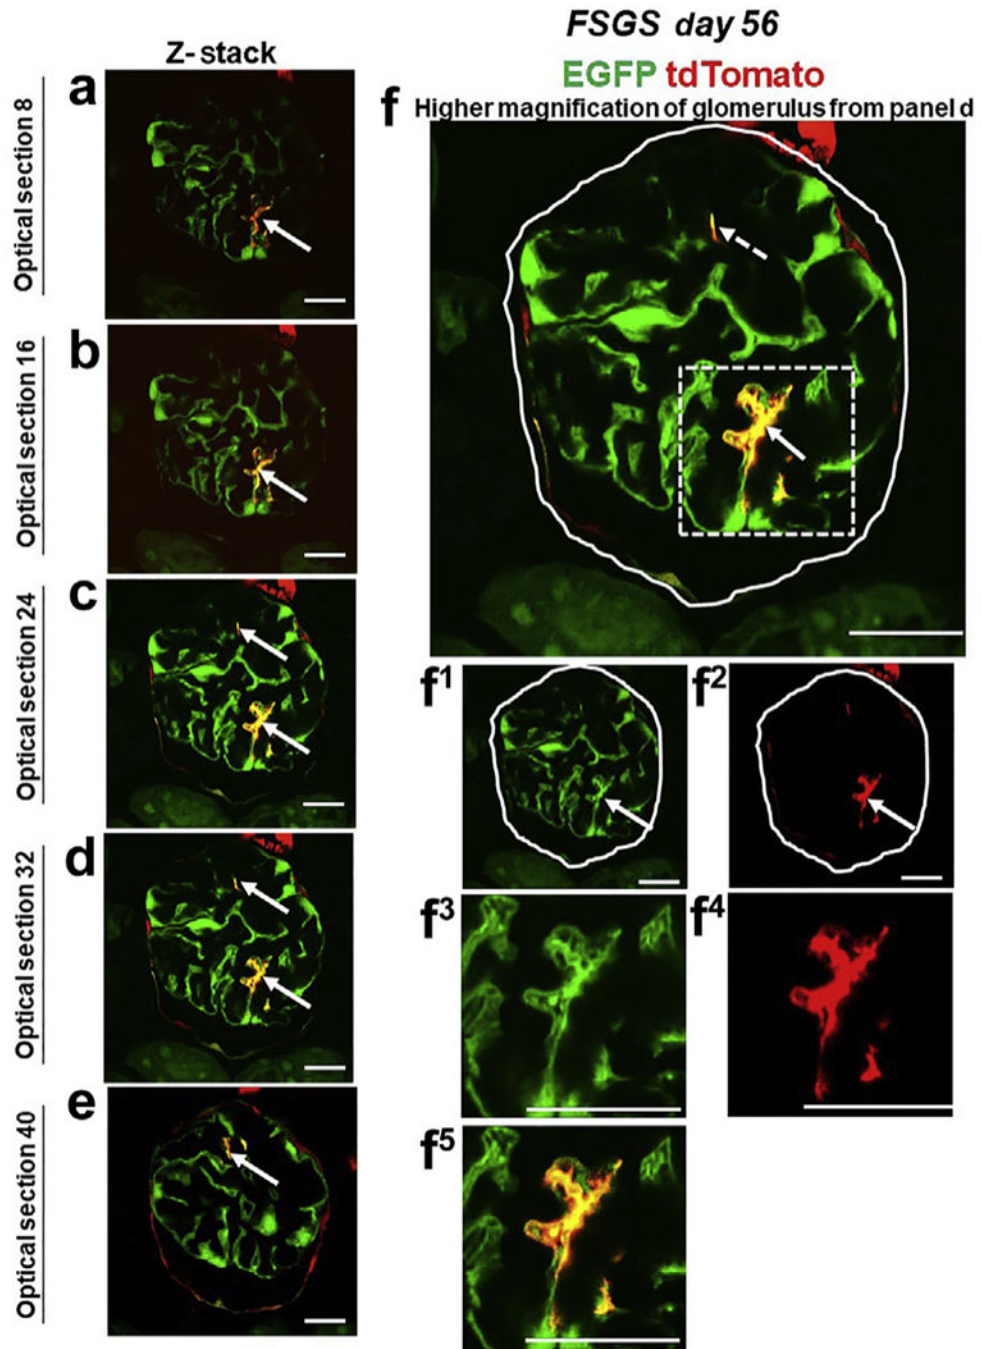 FSGS day 56
Z- stack
EGFP tdTomato
f Higher magnification of glomerulus from panel d
a
Optical section 8
b
Optical section 16
c
Optical section 24
d
Optical section 32
e
Optical section 40
f1
f2
f3
f4
f5